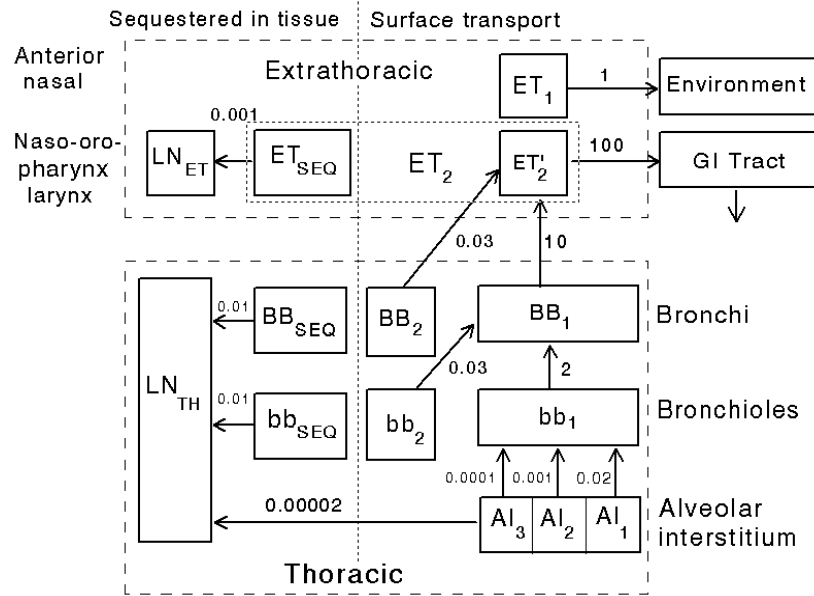 Sequestered in tissue
Surface transport
Anterior
nasal
Extrathoracic
ET1
1
Environment
Naso-oro-
pharynx
larynx
LNET
0.001
ETSEQ
ET2
ET'2
100
GI Tract
0.03
10
LNTH
0.01
BBSEQ
BB2
BB1
Bronchi
0.03
2
0.01
bbSEQ
bb2
bb1
Bronchioles
0.0001
0.001
0.02
0.00002
AI3
AI2
AI1
Alveolar
interstitium
Thoracic